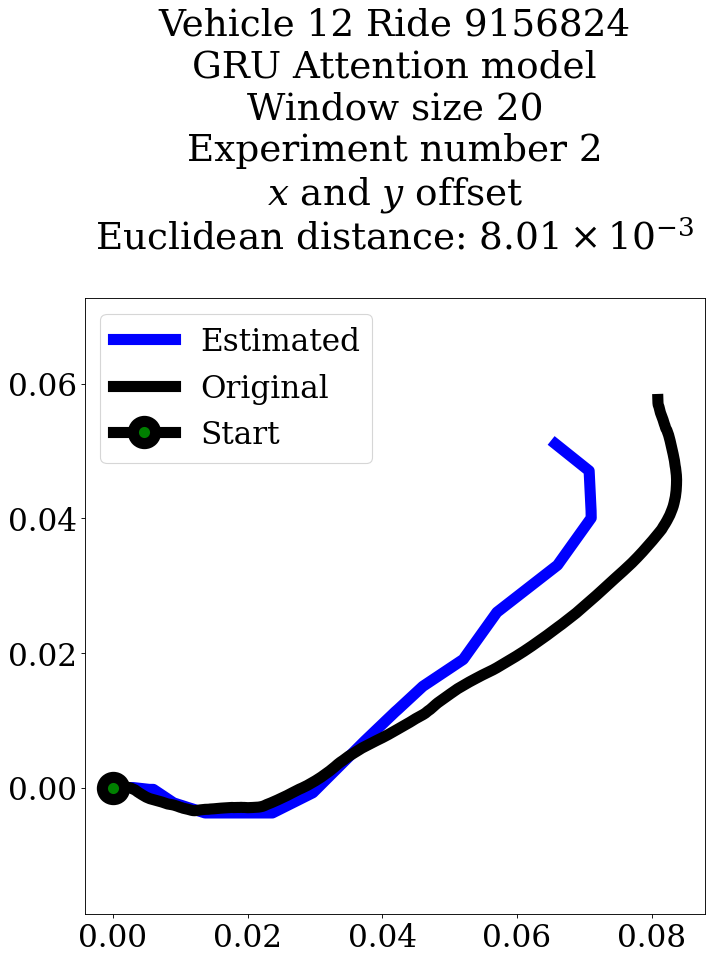 Vehicle 12 Ride 9156824
GRU Attention model
Window size 20
Experiment number 2
x and y offset
Euclidean distance: 8.01 × 10⁻³
Estimated
Original
Start
0.06
0.04
0.02
0.00
0.00 0.02 0.04 0.06 0.08